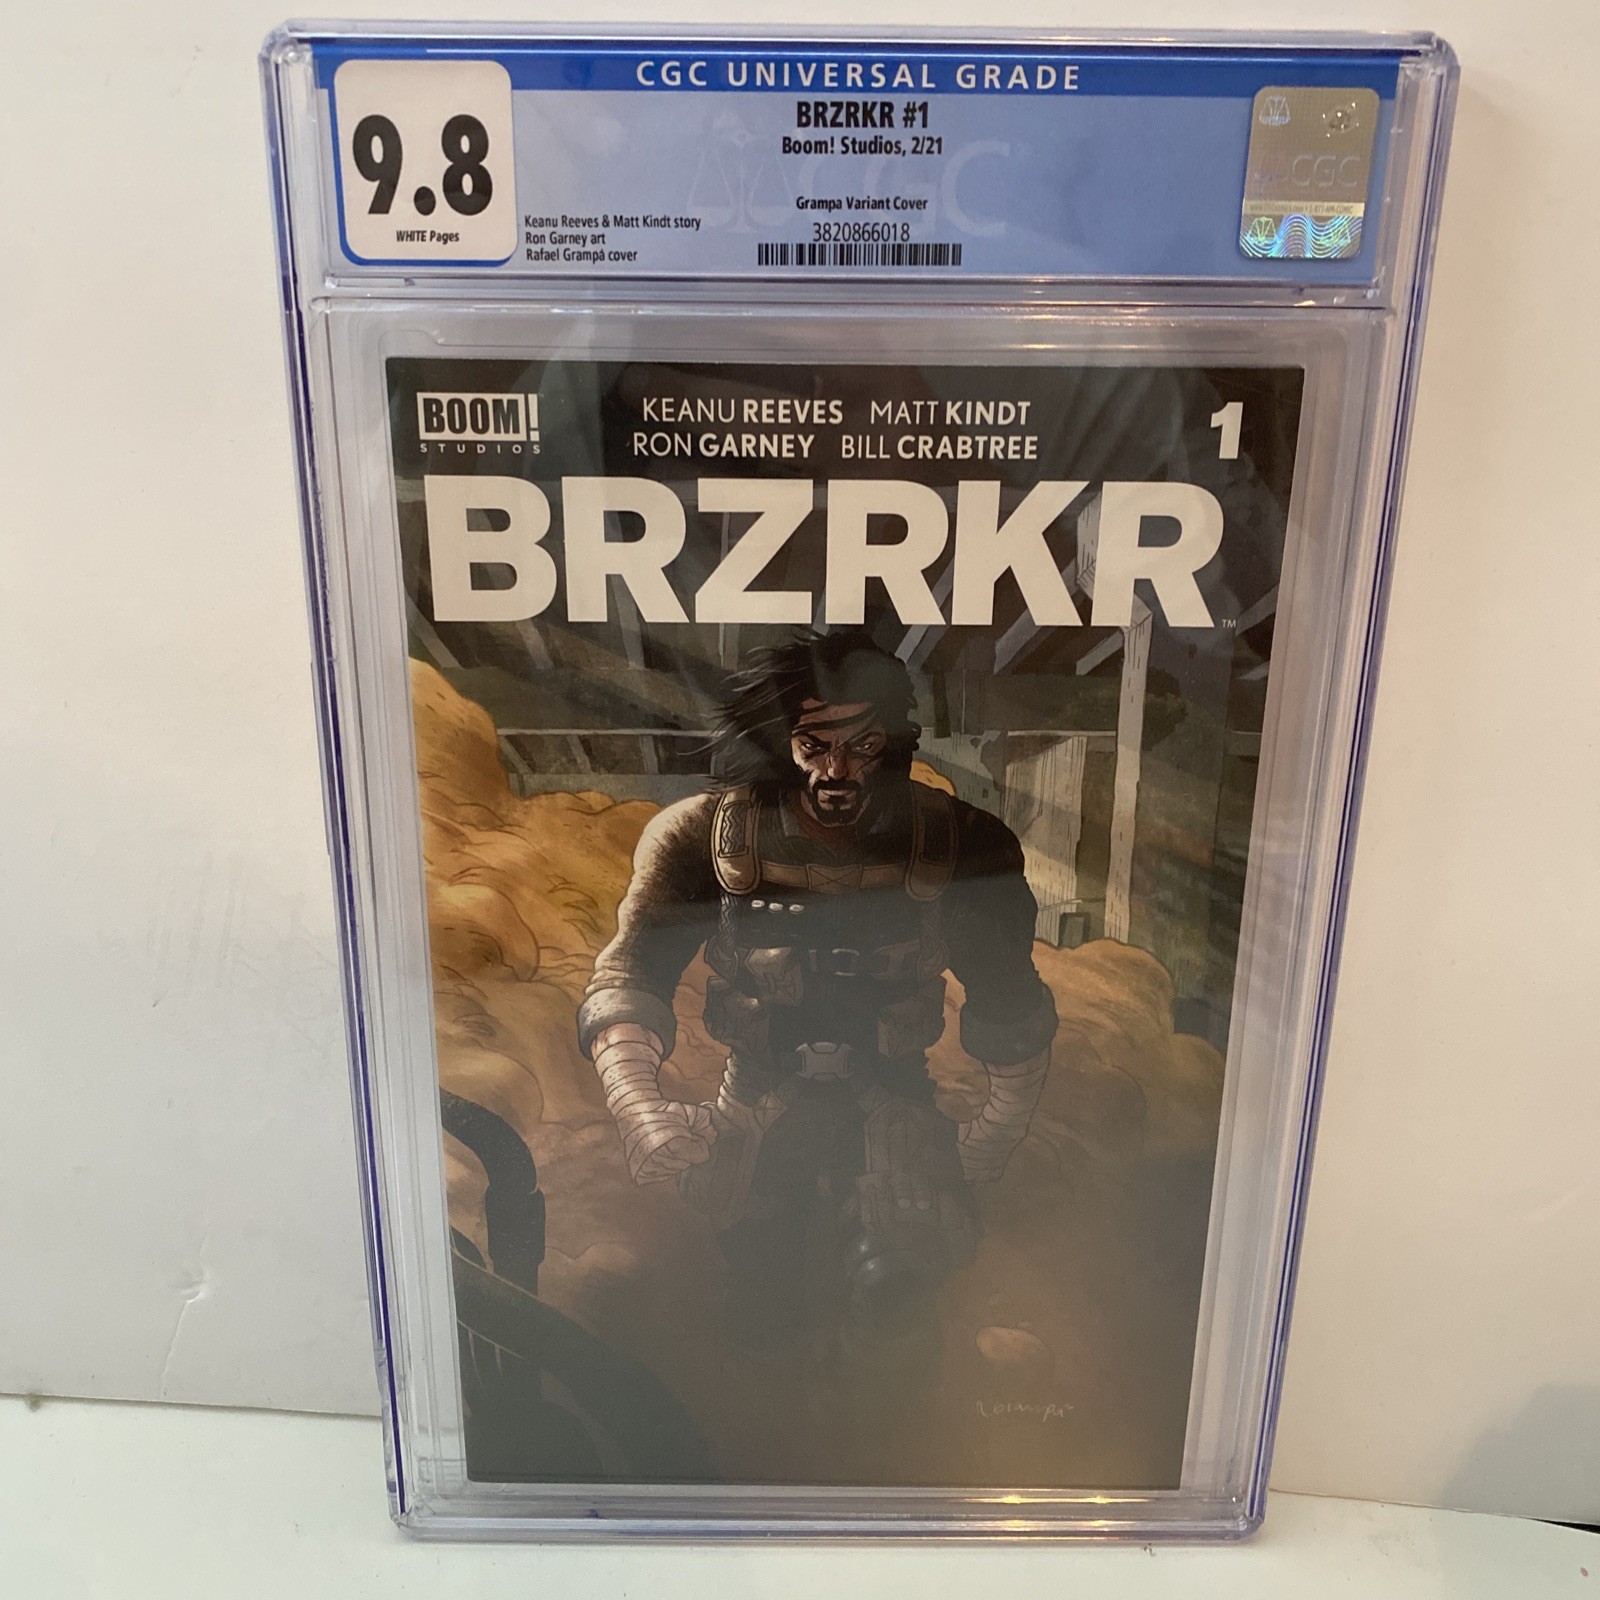 CGC UNIVERSAL GRADE
9.8
WHITE Pages
BRZRKR #1
Boom! Studios, 2/21
Grampa Variant Cover
3820866018
Keanu Reeves & Matt Kindt story
Ron Garney art
Rafael Grampá cover
CGC
CGC
BOOM!
STUDIOS
KEANU REEVES MATT KINDT
RON GARNEY BILL CRABTREE
1
BRZRKR
TM